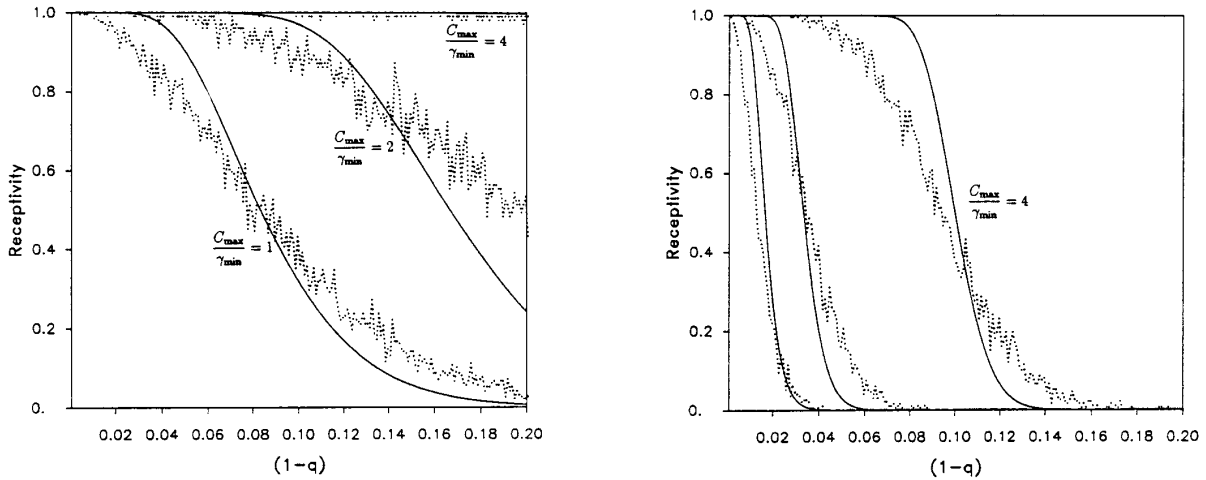 1.0
0.8
0.6
0.4
0.2
0.
Receptivity
C_max / γ_min = 4
C_max / γ_min = 2
C_max / γ_min = 1
0.02 0.04 0.06 0.08 0.10 0.12 0.14 0.16 0.18 0.20
(1-q)
1.0
0.8
0.6
0.4
0.2
0.
Receptivity
C_max / γ_min = 4
0.02 0.04 0.06 0.08 0.10 0.12 0.14 0.16 0.18 0.20
(1-q)